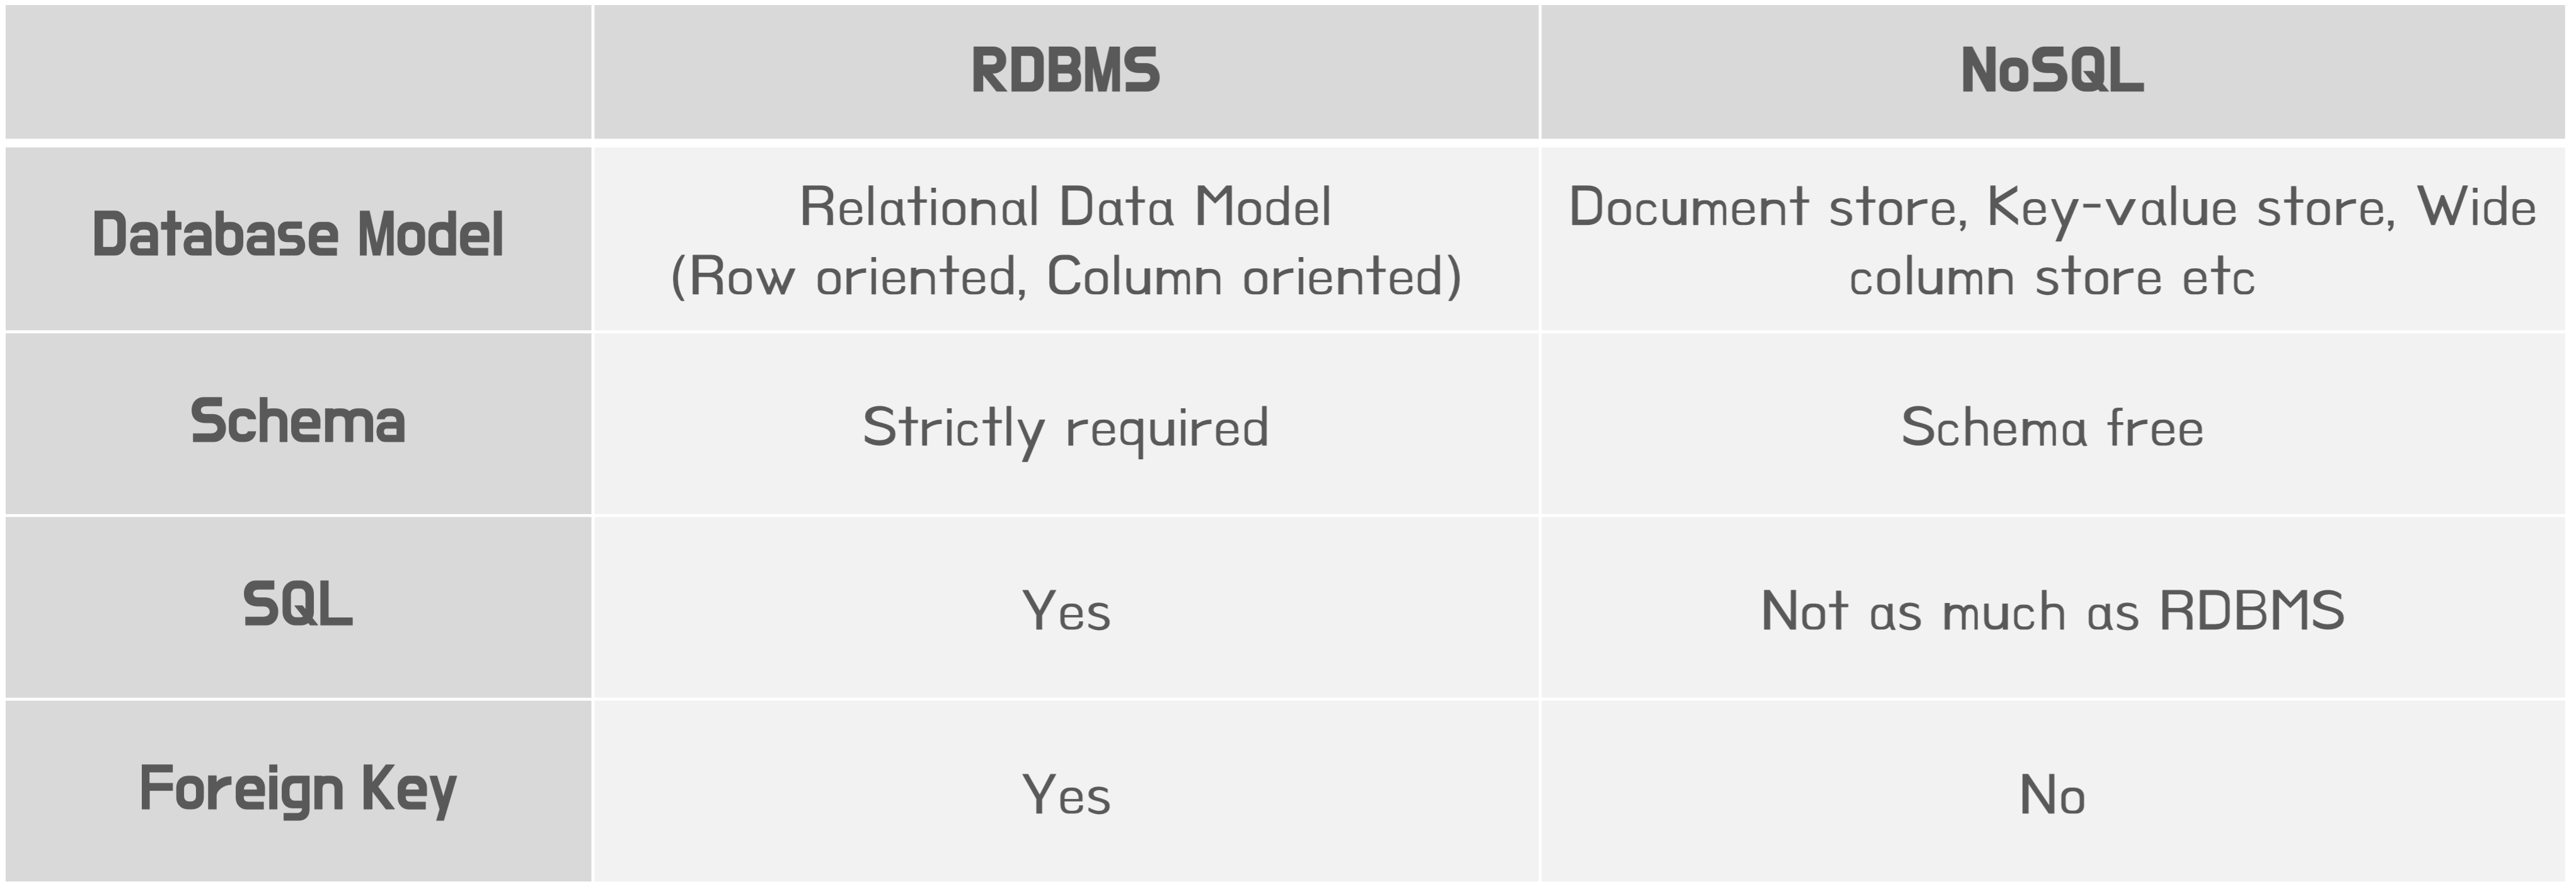 RDBMS
NoSQL
Database Model
Relational Data Model
(Row oriented, Column oriented)
Document store, Key-value store, Wide
column store etc
Schema
Strictly required
Schema free
SQL
Yes
Not as much as RDBMS
Foreign Key
Yes
No